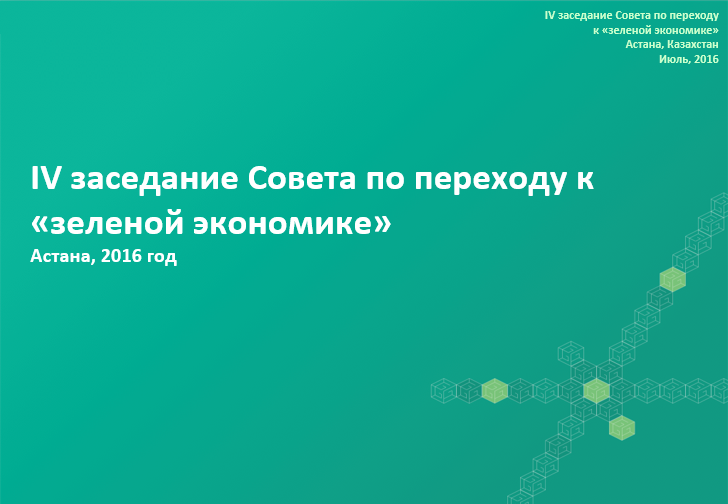 IV заседание Совета по переходу
к «зеленой экономике»
Астана, Казахстан
Июль, 2016
IV заседание Совета по переходу к
«зеленой экономике»
Астана, 2016 год